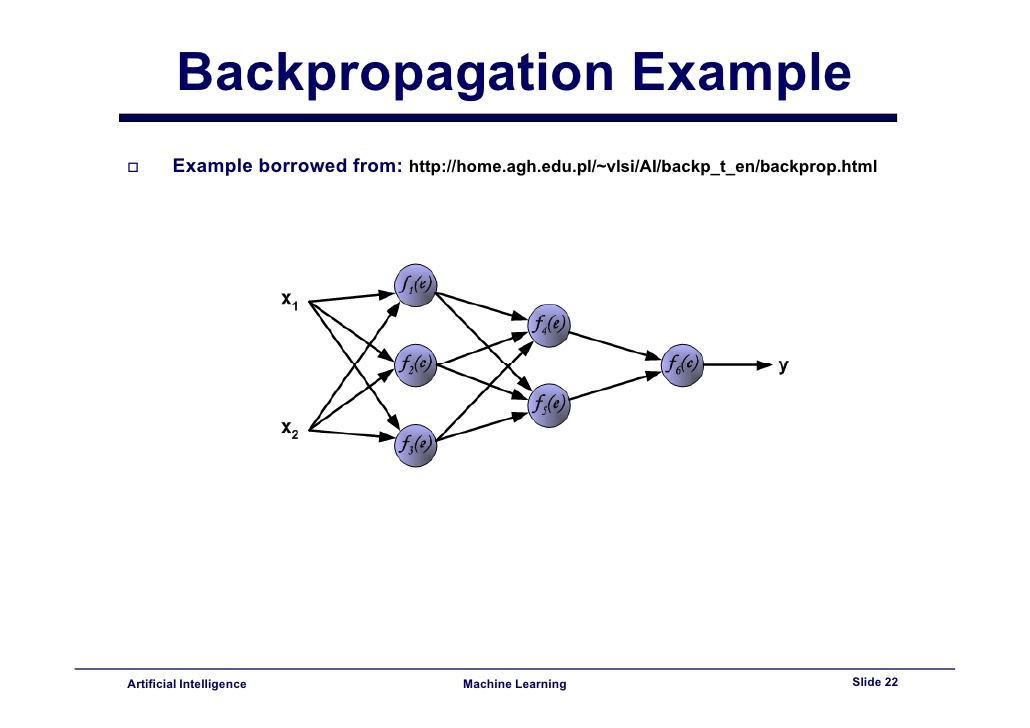 Backpropagation Example
Example borrowed from: http://home.agh.edu.pl/~vlsi/AI/backp_t_en/backprop.html
x1
x2
f1(e)
f2(e)
f3(e)
f4(e)
f5(e)
f6(e)
y
Artificial Intelligence
Machine Learning
Slide 22